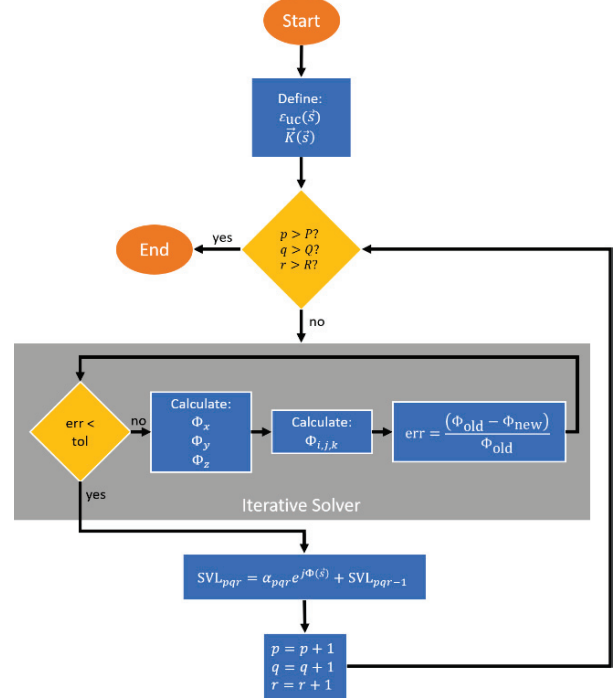 Start
Define:
εuc(s⃗)
K⃗(s⃗)
p > P?
q > Q?
r > R?
yes
End
no
err <
tol
no
Calculate:
Φx
Φy
Φz
Calculate:
Φi,j,k
err = (Φold − Φnew) / Φold
yes
Iterative Solver
SVLpqr = αpqr e^jΦ(s⃗) + SVLpqr−1
p = p + 1
q = q + 1
r = r + 1